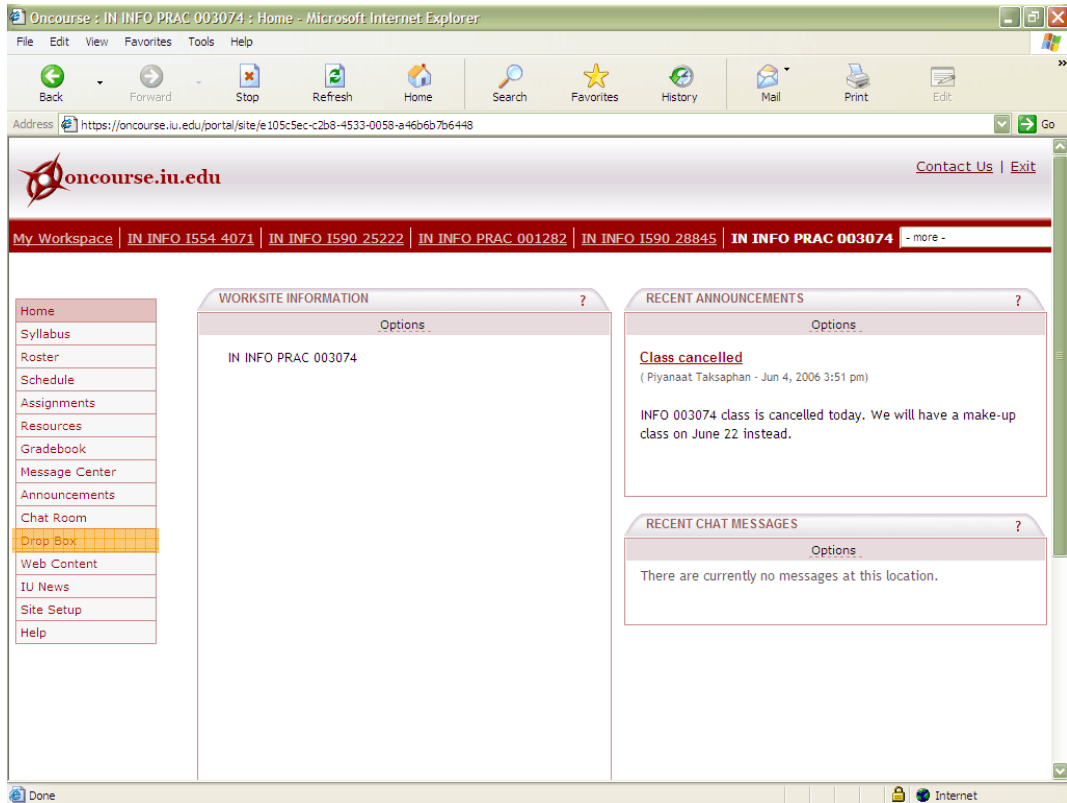 Oncourse : IN INFO PRAC 003074 : Home - Microsoft Internet Explorer
File Edit View Favorites Tools Help
Back Forward Stop Refresh Home Search Favorites History Mail Print Edit
Address https://oncourse.iu.edu/portal/site/e105c5ec-c2b8-4533-0058-a46b6b7b6448 Go
oncourse.iu.edu
Contact Us | Exit
My Workspace | IN INFO I554 4071 | IN INFO I590 25222 | IN INFO PRAC 001282 | IN INFO I590 28845 | IN INFO PRAC 003074 - more -
Home
Syllabus
Roster
Schedule
Assignments
Resources
Gradebook
Message Center
Announcements
Chat Room
Drop Box
Web Content
IU News
Site Setup
Help
WORKSITE INFORMATION ?
Options
IN INFO PRAC 003074
RECENT ANNOUNCEMENTS ?
Options
Class cancelled
( Piyanaat Taksaphan - Jun 4, 2006 3:51 pm)
INFO 003074 class is cancelled today. We will have a make-up
class on June 22 instead.
RECENT CHAT MESSAGES ?
Options
There are currently no messages at this location.
Done Internet